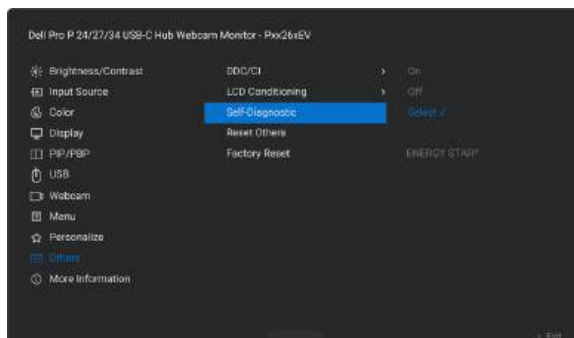 Dell Pro P 24/27/34 USB-C Hub Webcam Monitor - Pxx26xEV
Brightness/Contrast DDC/CI > On
Input Source LCD Conditioning > Off
Color Self-Diagnostic Select ✓
Display Reset Others
PIP/PBP Factory Reset ENERGY STAR®
USB
Webcam
Menu
Personalize
Others
More Information
Exit